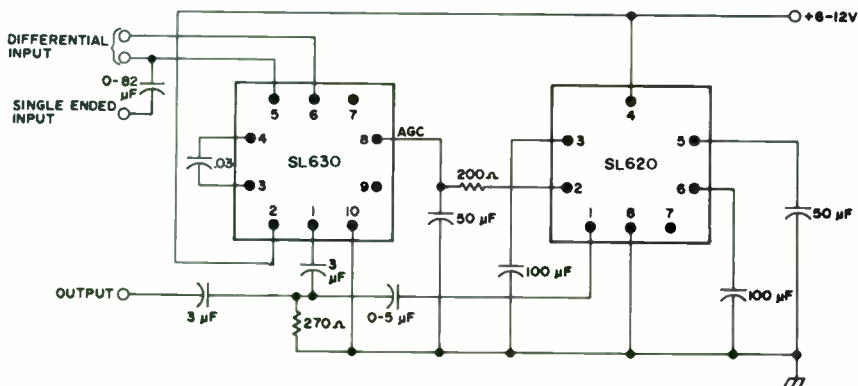 +6-12V
DIFFERENTIAL
INPUT
0-82
μF
SINGLE ENDED
INPUT
5
6
7
4
3
SL630
8
9
2
1
10
.03
AGC
200Ω
50 μF
4
3
2
SL620
5
6
1
8
7
50 μF
100 μF
100 μF
3
μF
OUTPUT
3 μF
270Ω
0-5 μF